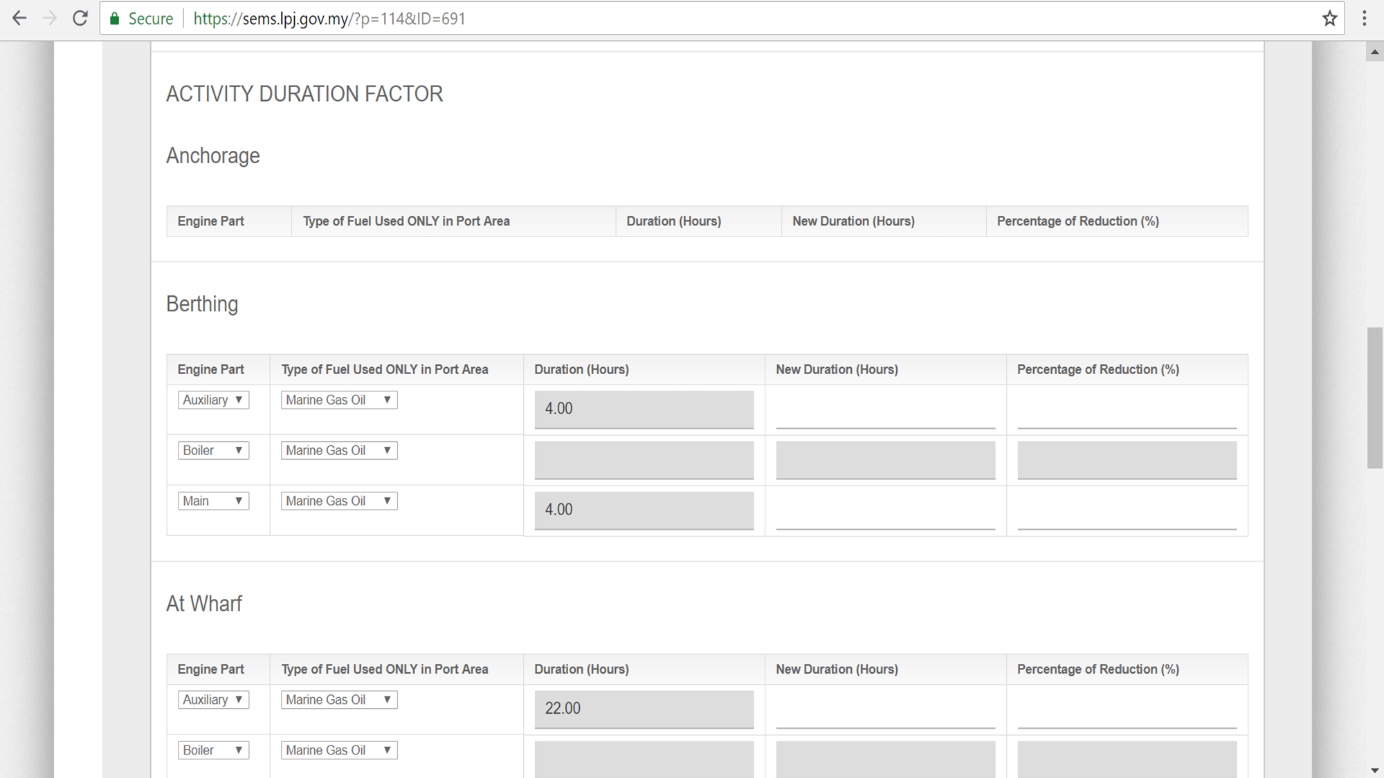 Secure https://sems.lpj.gov.my/?p=114&ID=691
ACTIVITY DURATION FACTOR
Anchorage
Engine Part Type of Fuel Used ONLY in Port Area Duration (Hours) New Duration (Hours) Percentage of Reduction (%)
Berthing
Engine Part Type of Fuel Used ONLY in Port Area Duration (Hours) New Duration (Hours) Percentage of Reduction (%)
Auxiliary Marine Gas Oil 4.00
Boiler Marine Gas Oil
Main Marine Gas Oil 4.00
At Wharf
Engine Part Type of Fuel Used ONLY in Port Area Duration (Hours) New Duration (Hours) Percentage of Reduction (%)
Auxiliary Marine Gas Oil 22.00
Boiler Marine Gas Oil